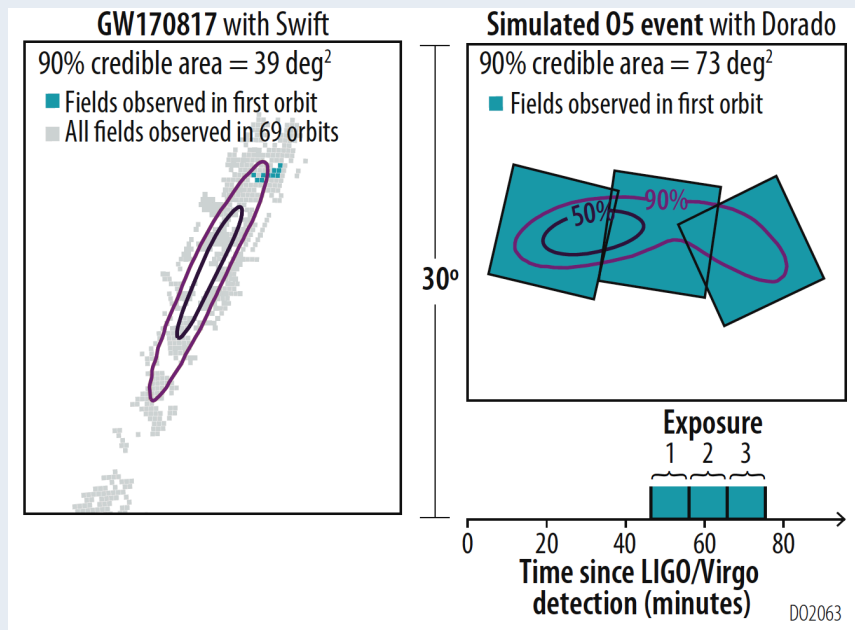 GW170817 with Swift
90% credible area = 39 deg²
Fields observed in first orbit
All fields observed in 69 orbits
30º
Simulated O5 event with Dorado
90% credible area = 73 deg²
Fields observed in first orbit
50%
90%
Exposure
1 2 3
0 20 40 60 80
Time since LIGO/Virgo
detection (minutes)
DO2063